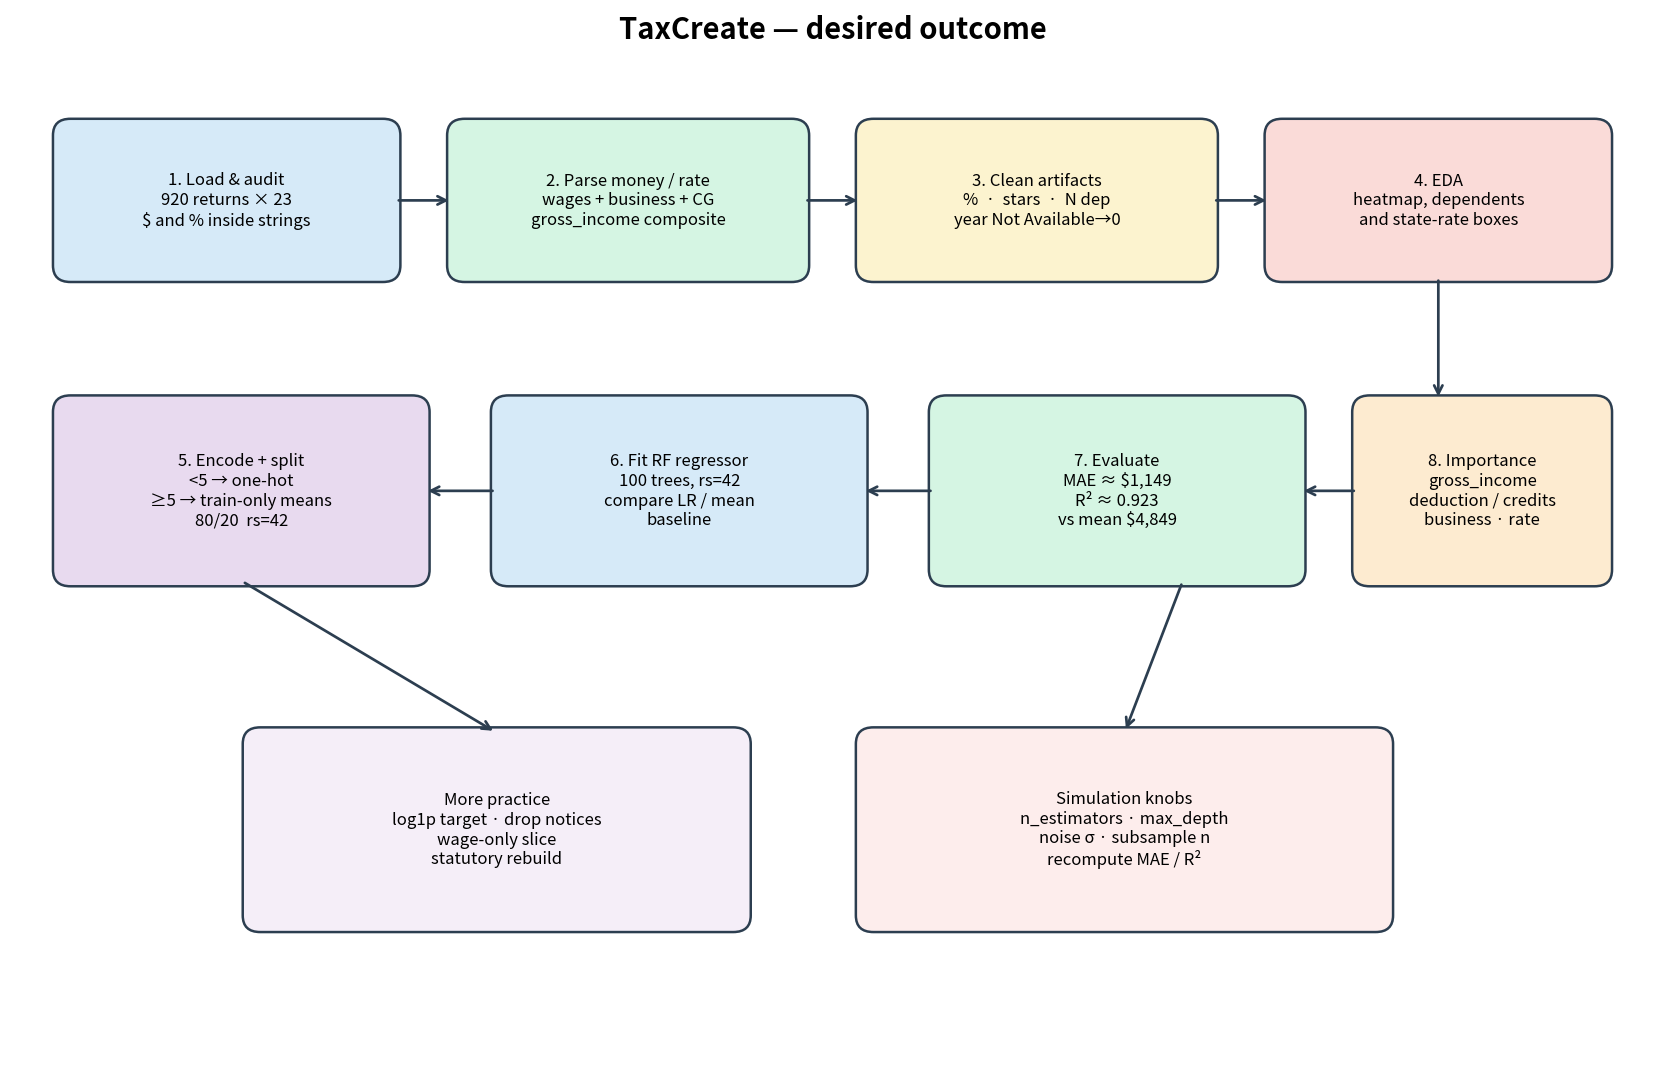 TaxCreate — desired outcome
1. Load & audit
920 returns × 23
$ and % inside strings
2. Parse money / rate
wages + business + CG
gross_income composite
3. Clean artifacts
% · stars · N dep
year Not Available→0
4. EDA
heatmap, dependents
and state-rate boxes
5. Encode + split
<5 → one-hot
≥5 → train-only means
80/20 rs=42
6. Fit RF regressor
100 trees, rs=42
compare LR / mean
baseline
7. Evaluate
MAE ≈ $1,149
R² ≈ 0.923
vs mean $4,849
8. Importance
gross_income
deduction / credits
business · rate
More practice
log1p target · drop notices
wage-only slice
statutory rebuild
Simulation knobs
n_estimators · max_depth
noise σ · subsample n
recompute MAE / R²